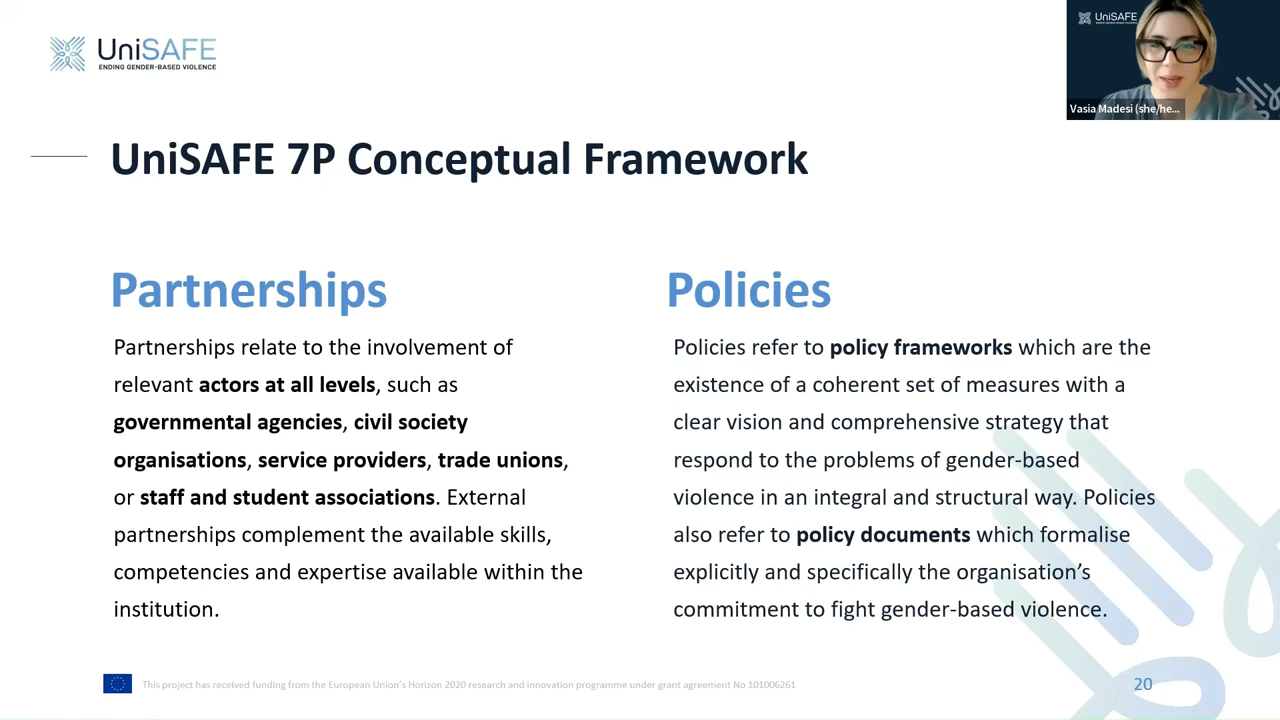 UniSAFE
ENDING GENDER-BASED VIOLENCE
UniSAFE
Vasia Madesi (she/he...
UniSAFE 7P Conceptual Framework
Partnerships
Partnerships relate to the involvement of
relevant actors at all levels, such as
governmental agencies, civil society
organisations, service providers, trade unions,
or staff and student associations. External
partnerships complement the available skills,
competencies and expertise available within the
institution.
Policies
Policies refer to policy frameworks which are the
existence of a coherent set of measures with a
clear vision and comprehensive strategy that
respond to the problems of gender-based
violence in an integral and structural way. Policies
also refer to policy documents which formalise
explicitly and specifically the organisation’s
commitment to fight gender-based violence.
This project has received funding from the European Union’s Horizon 2020 research and innovation programme under grant agreement No 101006261
20